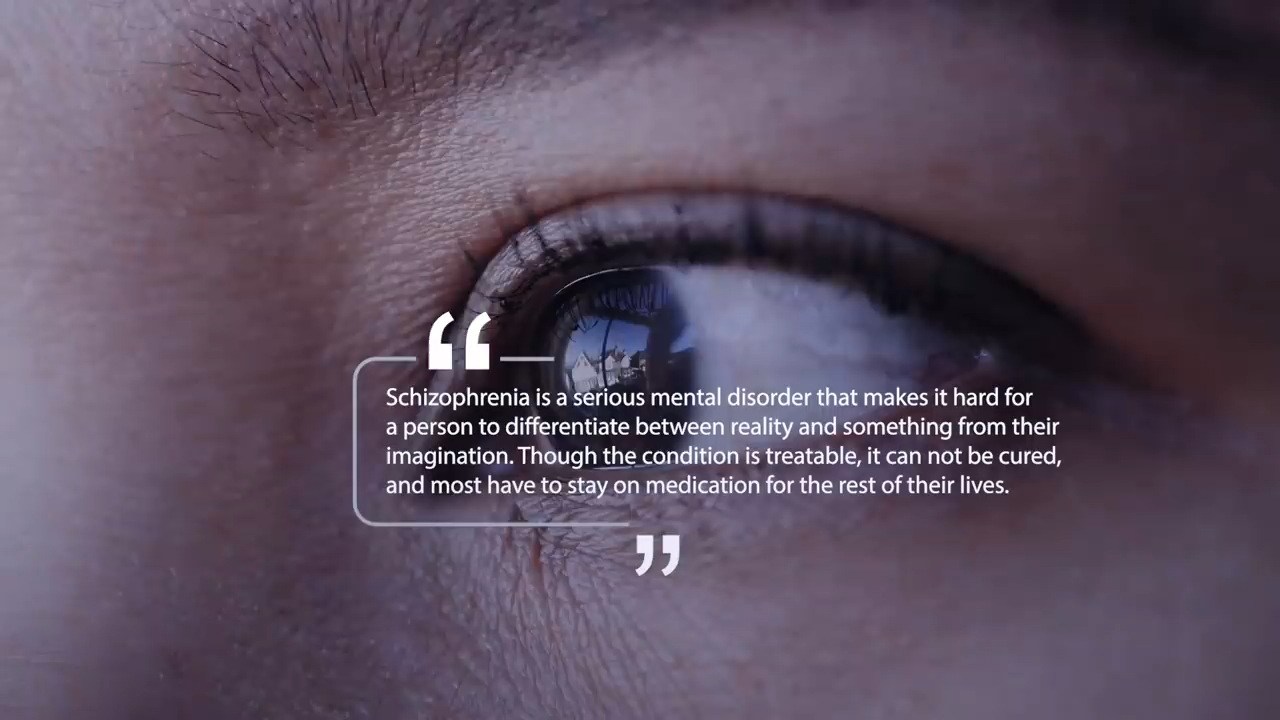 “
Schizophrenia is a serious mental disorder that makes it hard for
a person to differentiate between reality and something from their
imagination. Though the condition is treatable, it can not be cured,
and most have to stay on medication for the rest of their lives.
”